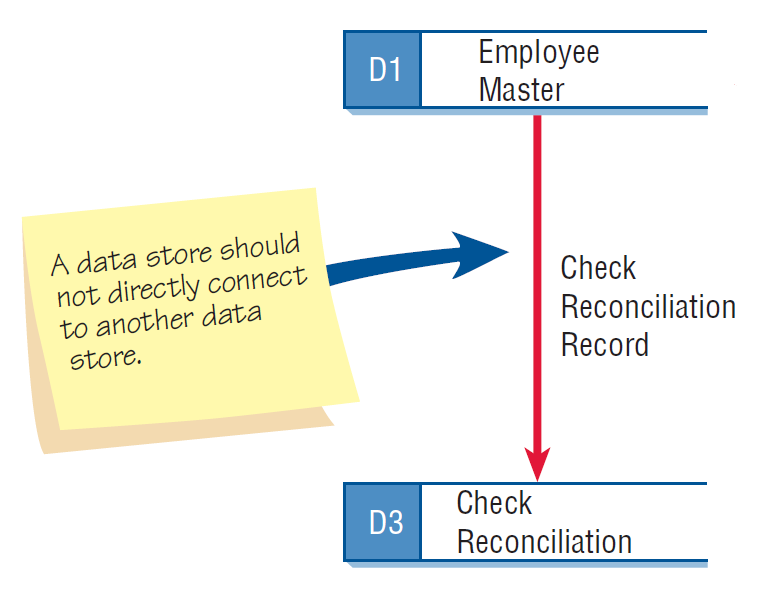 D1
Employee
Master
A data store should
not directly connect
to another data
store.
Check
Reconciliation
Record
D3
Check
Reconciliation